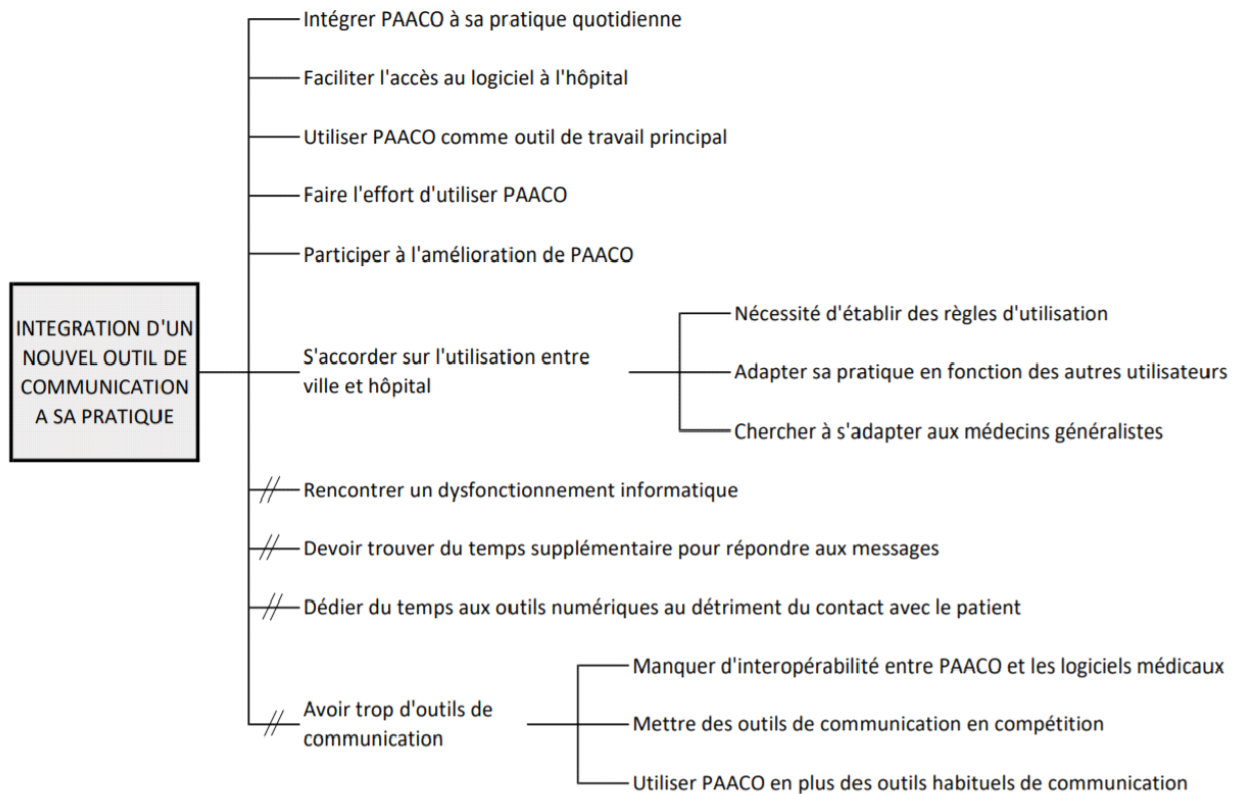 Intégrer PAACO à sa pratique quotidienne
Faciliter l'accès au logiciel à l'hôpital
Utiliser PAACO comme outil de travail principal
Faire l'effort d'utiliser PAACO
Participer à l'amélioration de PAACO
INTEGRATION D'UN
NOUVEL OUTIL DE
COMMUNICATION
A SA PRATIQUE
S'accorder sur l'utilisation entre
ville et hôpital
Nécessité d'établir des règles d'utilisation
Adapter sa pratique en fonction des autres utilisateurs
Chercher à s'adapter aux médecins généralistes
Rencontrer un dysfonctionnement informatique
Devoir trouver du temps supplémentaire pour répondre aux messages
Dédier du temps aux outils numériques au détriment du contact avec le patient
Avoir trop d'outils de
communication
Manquer d'interopérabilité entre PAACO et les logiciels médicaux
Mettre des outils de communication en compétition
Utiliser PAACO en plus des outils habituels de communication